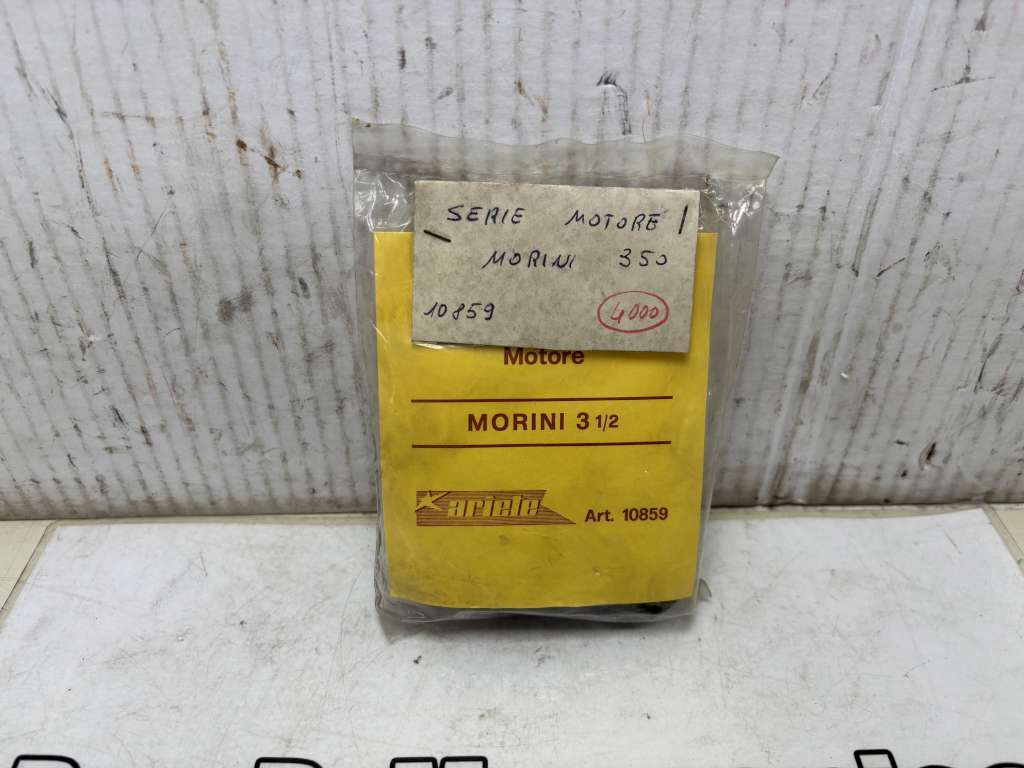 SERIE MOTORE
MORINI 350
10859 4000
Motore
MORINI 3 1/2
ariete Art. 10859